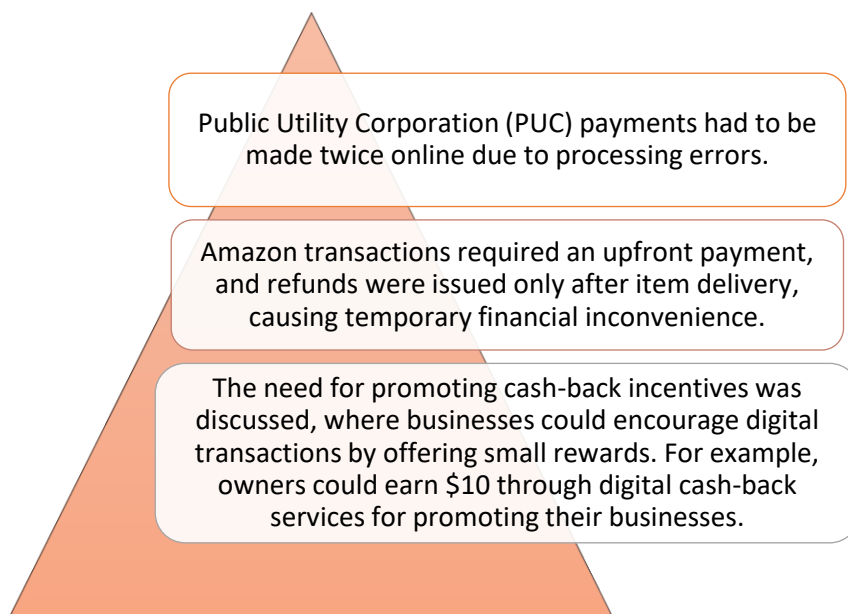 Public Utility Corporation (PUC) payments had to be
made twice online due to processing errors.
Amazon transactions required an upfront payment,
and refunds were issued only after item delivery,
causing temporary financial inconvenience.
The need for promoting cash-back incentives was
discussed, where businesses could encourage digital
transactions by offering small rewards. For example,
owners could earn $10 through digital cash-back
services for promoting their businesses.